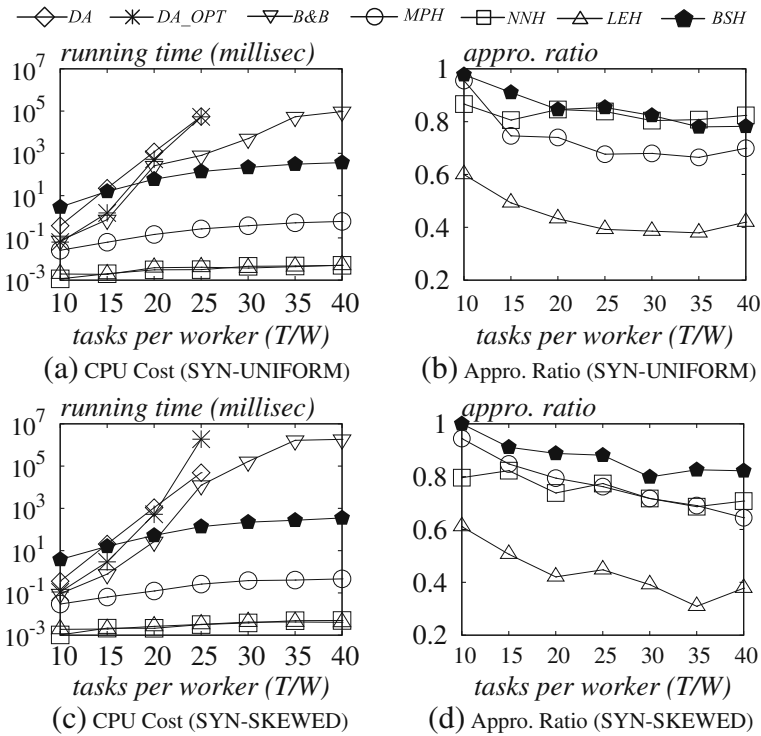 DA DA_OPT B&B MPH NNH LEH BSH
running time (millisec)
10^7
10^5
10^3
10^1
10^-1
10^-3
10 15 20 25 30 35 40
tasks per worker (T/W)
(a) CPU Cost (SYN-UNIFORM)
appro. ratio
1
0.8
0.6
0.4
0.2
10 15 20 25 30 35 40
tasks per worker (T/W)
(b) Appro. Ratio (SYN-UNIFORM)
running time (millisec)
10^7
10^5
10^3
10^1
10^-1
10^-3
10 15 20 25 30 35 40
tasks per worker (T/W)
(c) CPU Cost (SYN-SKEWED)
appro. ratio
1
0.8
0.6
0.4
0.2
10 15 20 25 30 35 40
tasks per worker (T/W)
(d) Appro. Ratio (SYN-SKEWED)